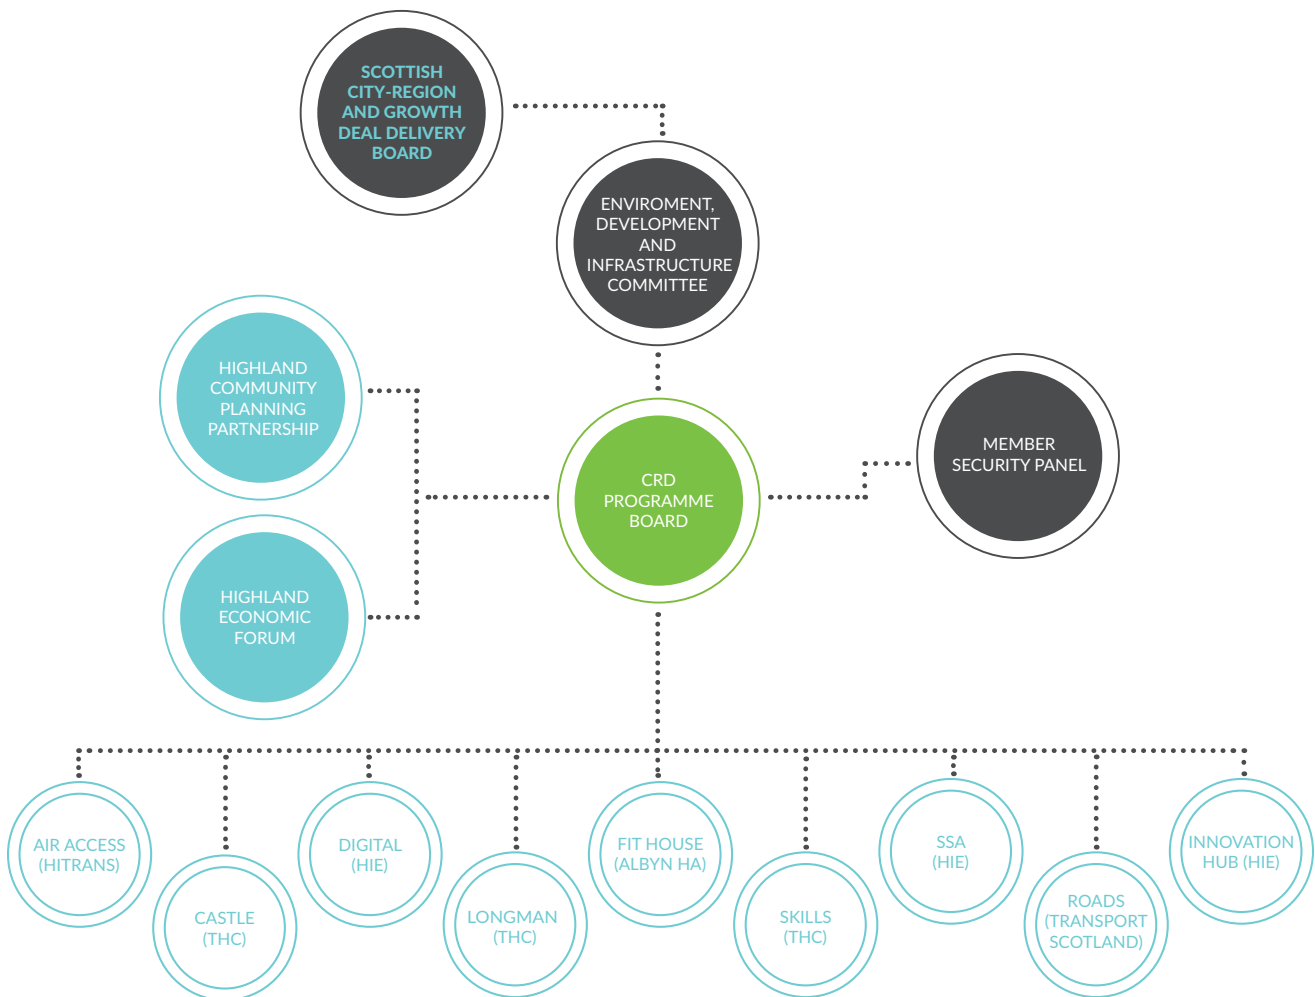 SCOTTISH
CITY-REGION
AND GROWTH
DEAL DELIVERY
BOARD
ENVIROMENT,
DEVELOPMENT
AND
INFRASTRUCTURE
COMMITTEE
HIGHLAND
COMMUNITY
PLANNING
PARTNERSHIP
CRD
PROGRAMME
BOARD
MEMBER
SECURITY PANEL
HIGHLAND
ECONOMIC
FORUM
AIR ACCESS
(HITRANS)
CASTLE
(THC)
DIGITAL
(HIE)
LONGMAN
(THC)
FIT HOUSE
(ALBYN HA)
SKILLS
(THC)
SSA
(HIE)
ROADS
(TRANSPORT
SCOTLAND)
INNOVATION
HUB (HIE)